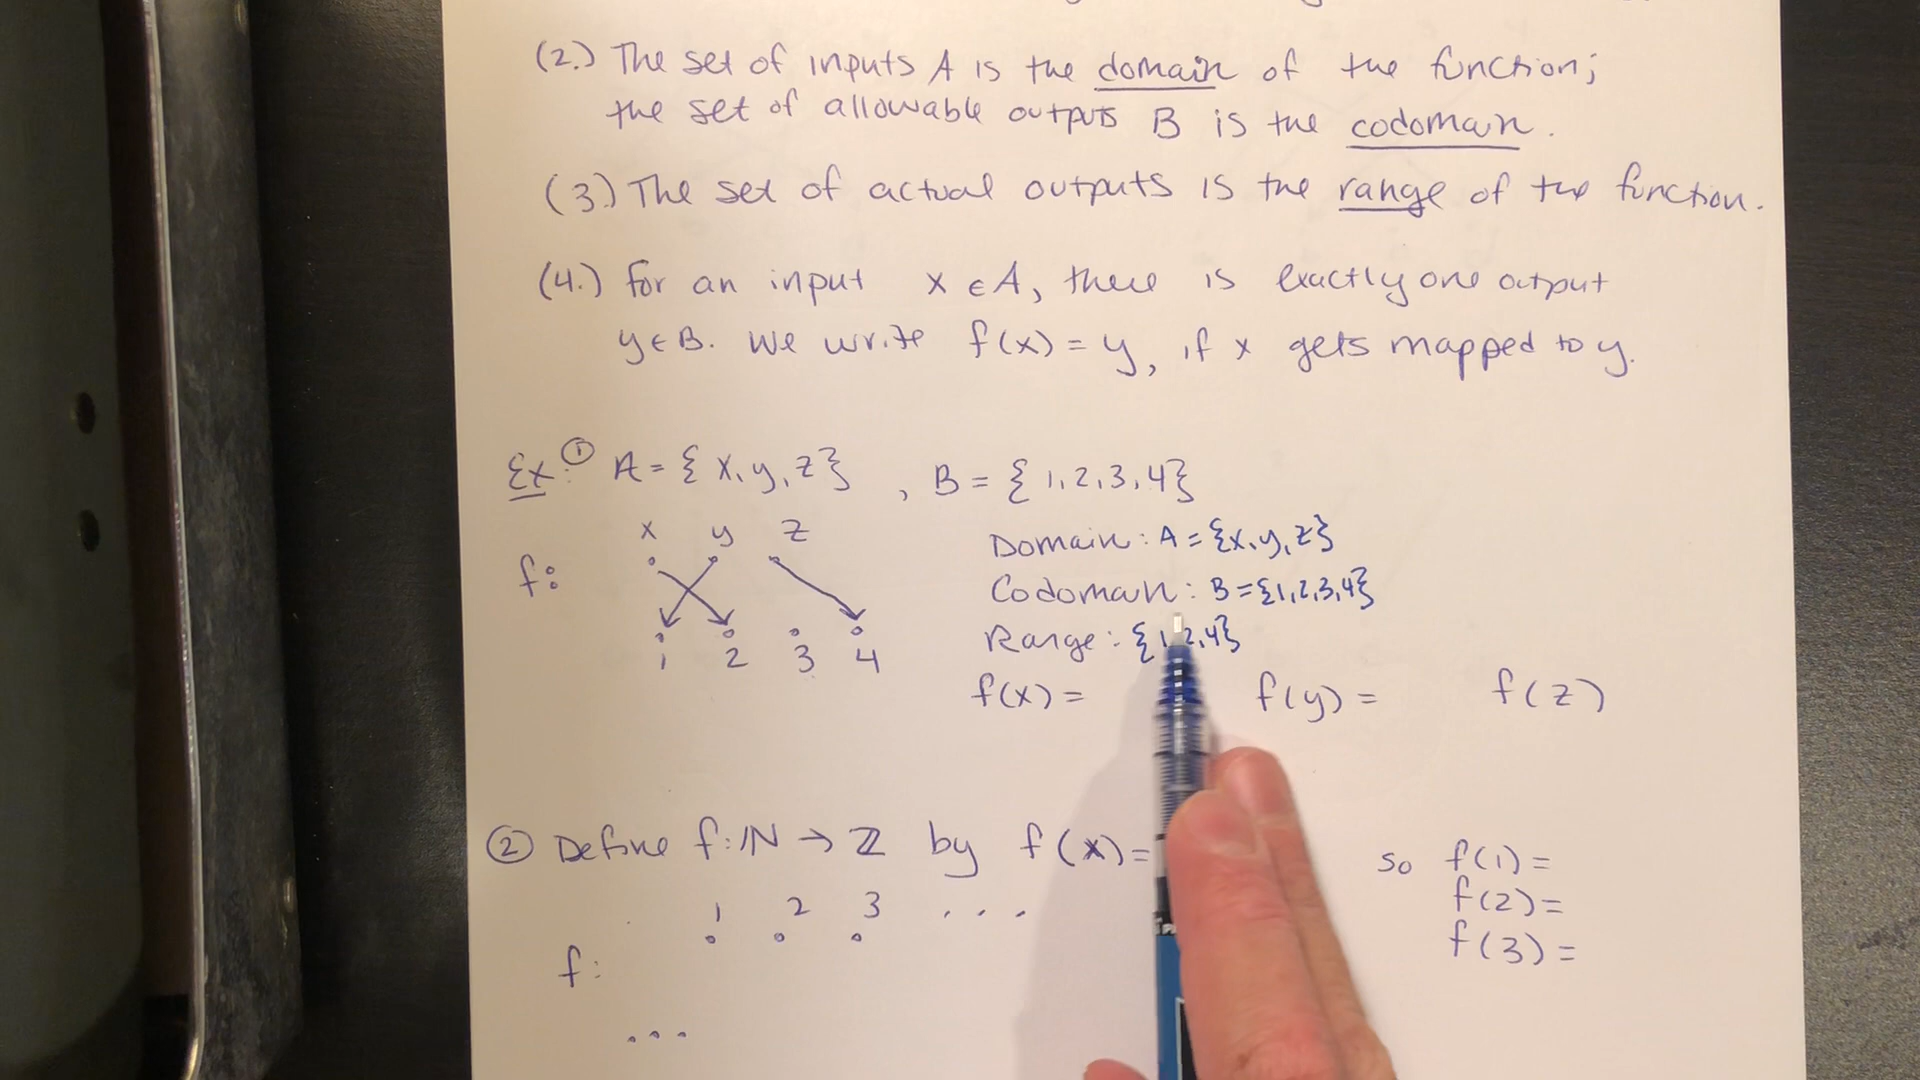 (2.) The set of inputs A is the domain of the function;
the set of allowable outputs B is the codomain.
(3.) The set of actual outputs is the range of the function.
(4.) For an input x ∈ A, there is exactly one output
y ∈ B. We write f(x) = y, if x gets mapped to y.
Ex: ① A = { x, y, z } , B = { 1, 2, 3, 4 }
x y z
f:
1 2 3 4
Domain: A = {x, y, z}
Codomain: B = {1, 2, 3, 4}
Range: {1, 2, 4}
f(x) = f(y) = f(z)
② Define f: ℕ → ℤ by f(x) = so f(1) =
f(2) =
f(3) =
1 2 3 ...
f:
...